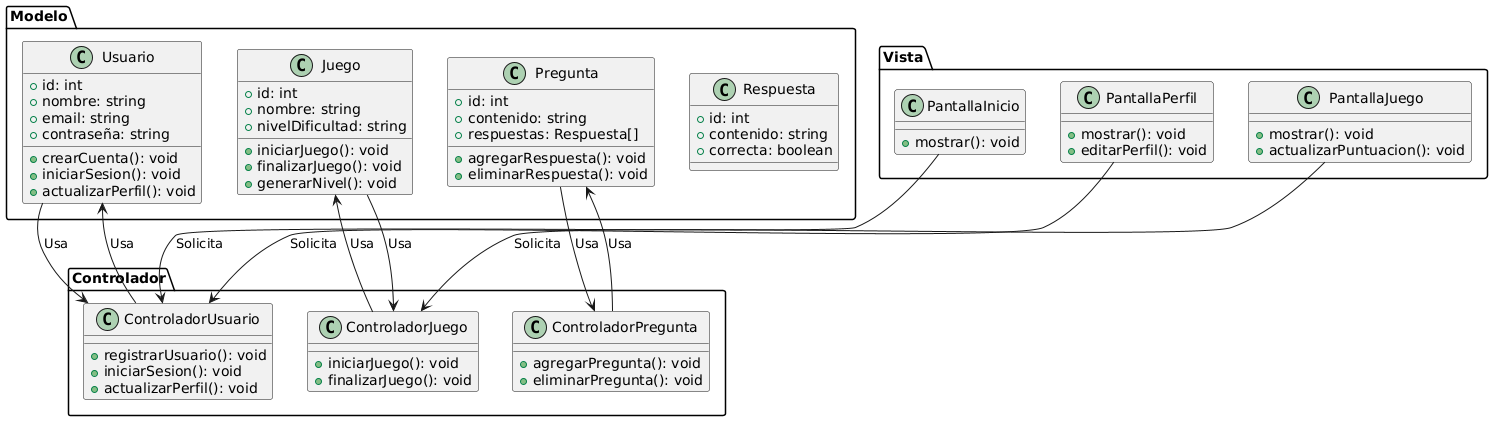 Modelo
C Usuario
id: int
nombre: string
email: string
contraseña: string
crearCuenta(): void
iniciarSesion(): void
actualizarPerfil(): void
C Juego
id: int
nombre: string
nivelDificultad: string
iniciarJuego(): void
finalizarJuego(): void
generarNivel(): void
C Pregunta
id: int
contenido: string
respuestas: Respuesta[]
agregarRespuesta(): void
eliminarRespuesta(): void
C Respuesta
id: int
contenido: string
correcta: boolean
Vista
C PantallaInicio
mostrar(): void
C PantallaPerfil
mostrar(): void
editarPerfil(): void
C PantallaJuego
mostrar(): void
actualizarPuntuacion(): void
Usa
Usa
Solicita
Solicita
Usa
Usa
Solicita
Usa
Usa
Controlador
C ControladorUsuario
registrarUsuario(): void
iniciarSesion(): void
actualizarPerfil(): void
C ControladorJuego
iniciarJuego(): void
finalizarJuego(): void
C ControladorPregunta
agregarPregunta(): void
eliminarPregunta(): void